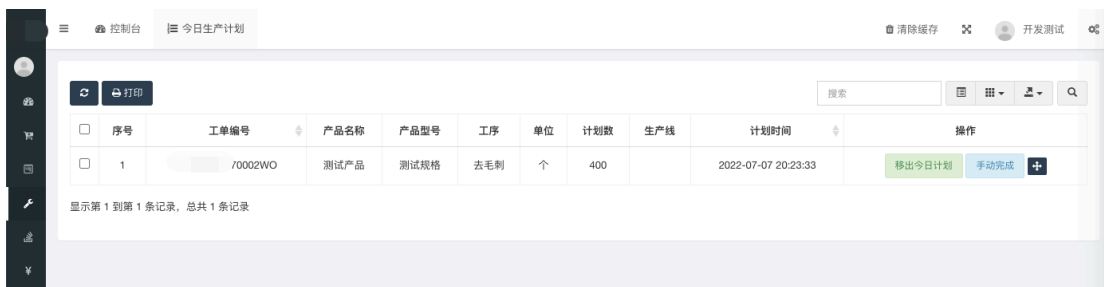 控制台 今日生产计划 清除缓存 开发测试
打印 搜索
序号 工单编号 产品名称 产品型号 工序 单位 计划数 生产线 计划时间 操作
1 70002WO 测试产品 测试规格 去毛刺 个 400 2022-07-07 20:23:33 移出今日计划 手动完成
显示第 1 到第 1 条记录，总共 1 条记录
¥